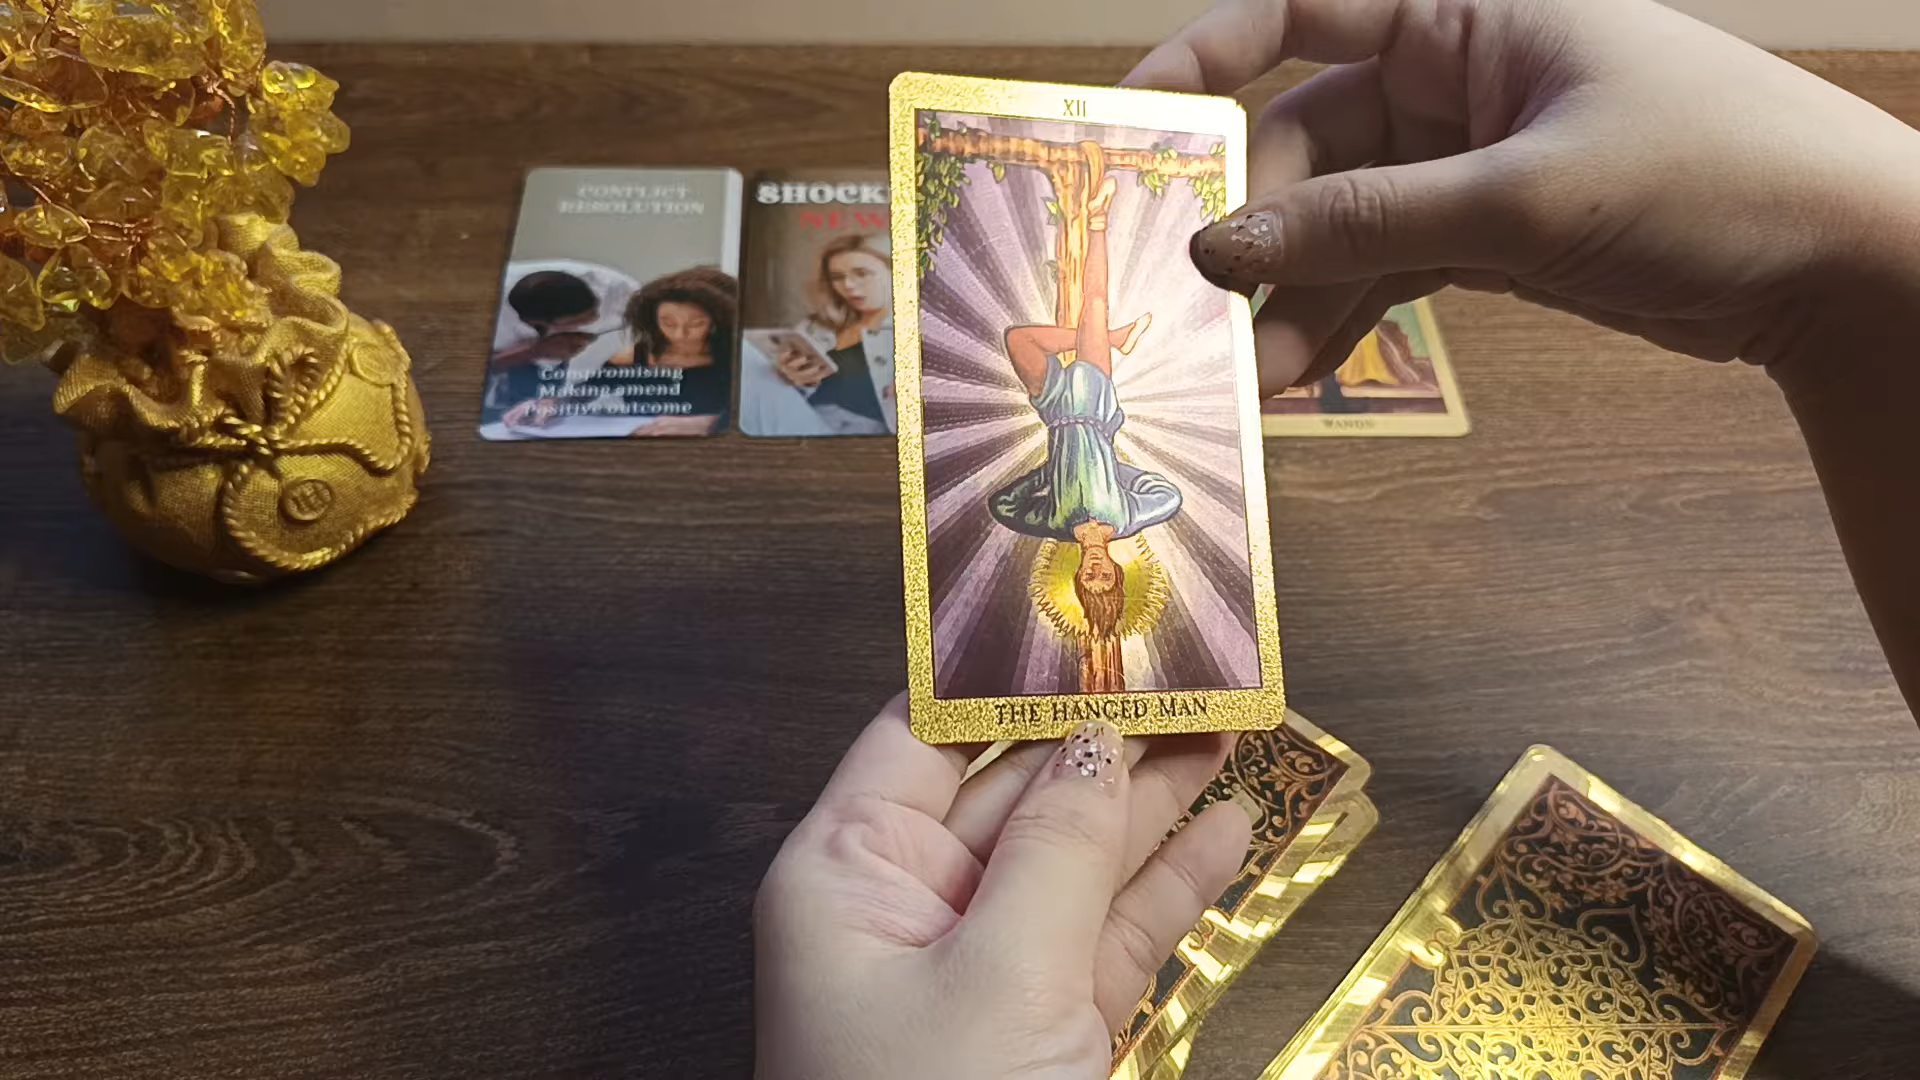 CONFLICT
RESOLUTION
Compromising
Making amend
Positive outcome
SHOCK
NEW
XII
THE HANGED MAN
WANDS